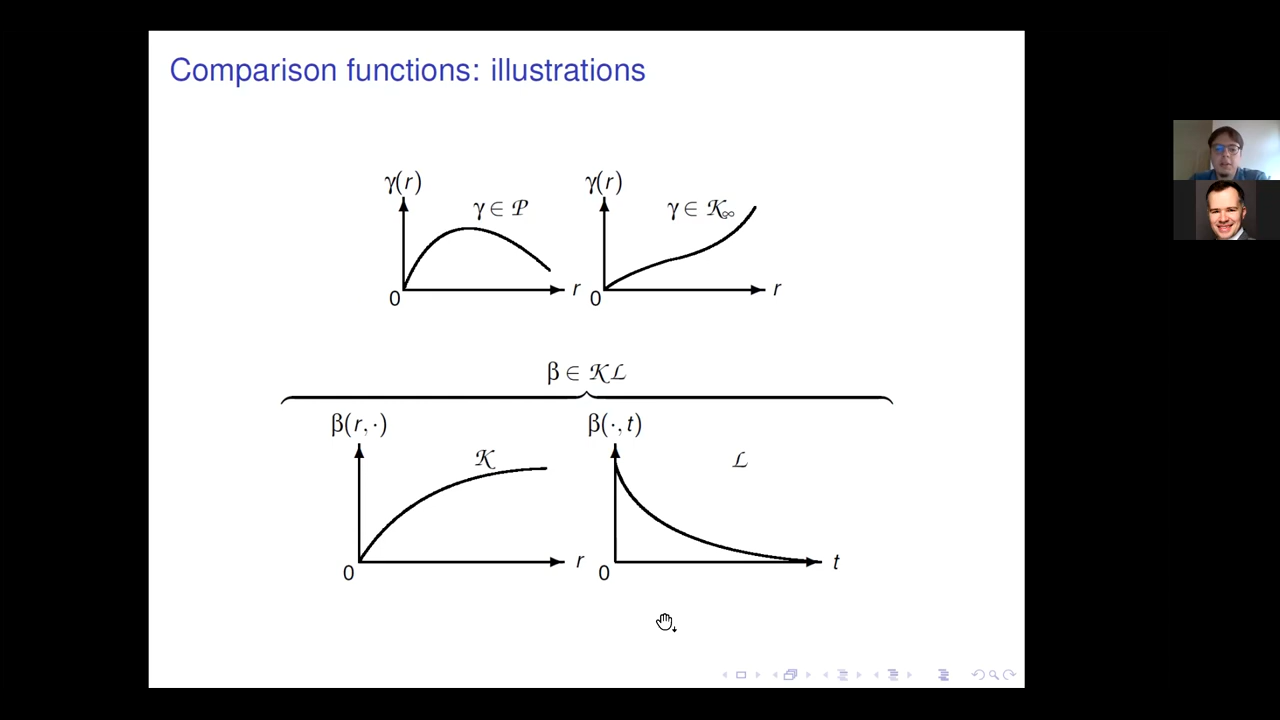 Comparison functions: illustrations
γ(r) γ(r)
γ ∈ 𝒫 γ ∈ 𝒦∞
0 r 0 r
β ∈ 𝒦ℒ
β(r, ·) β(·, t)
𝒦 ℒ
0 r 0 t